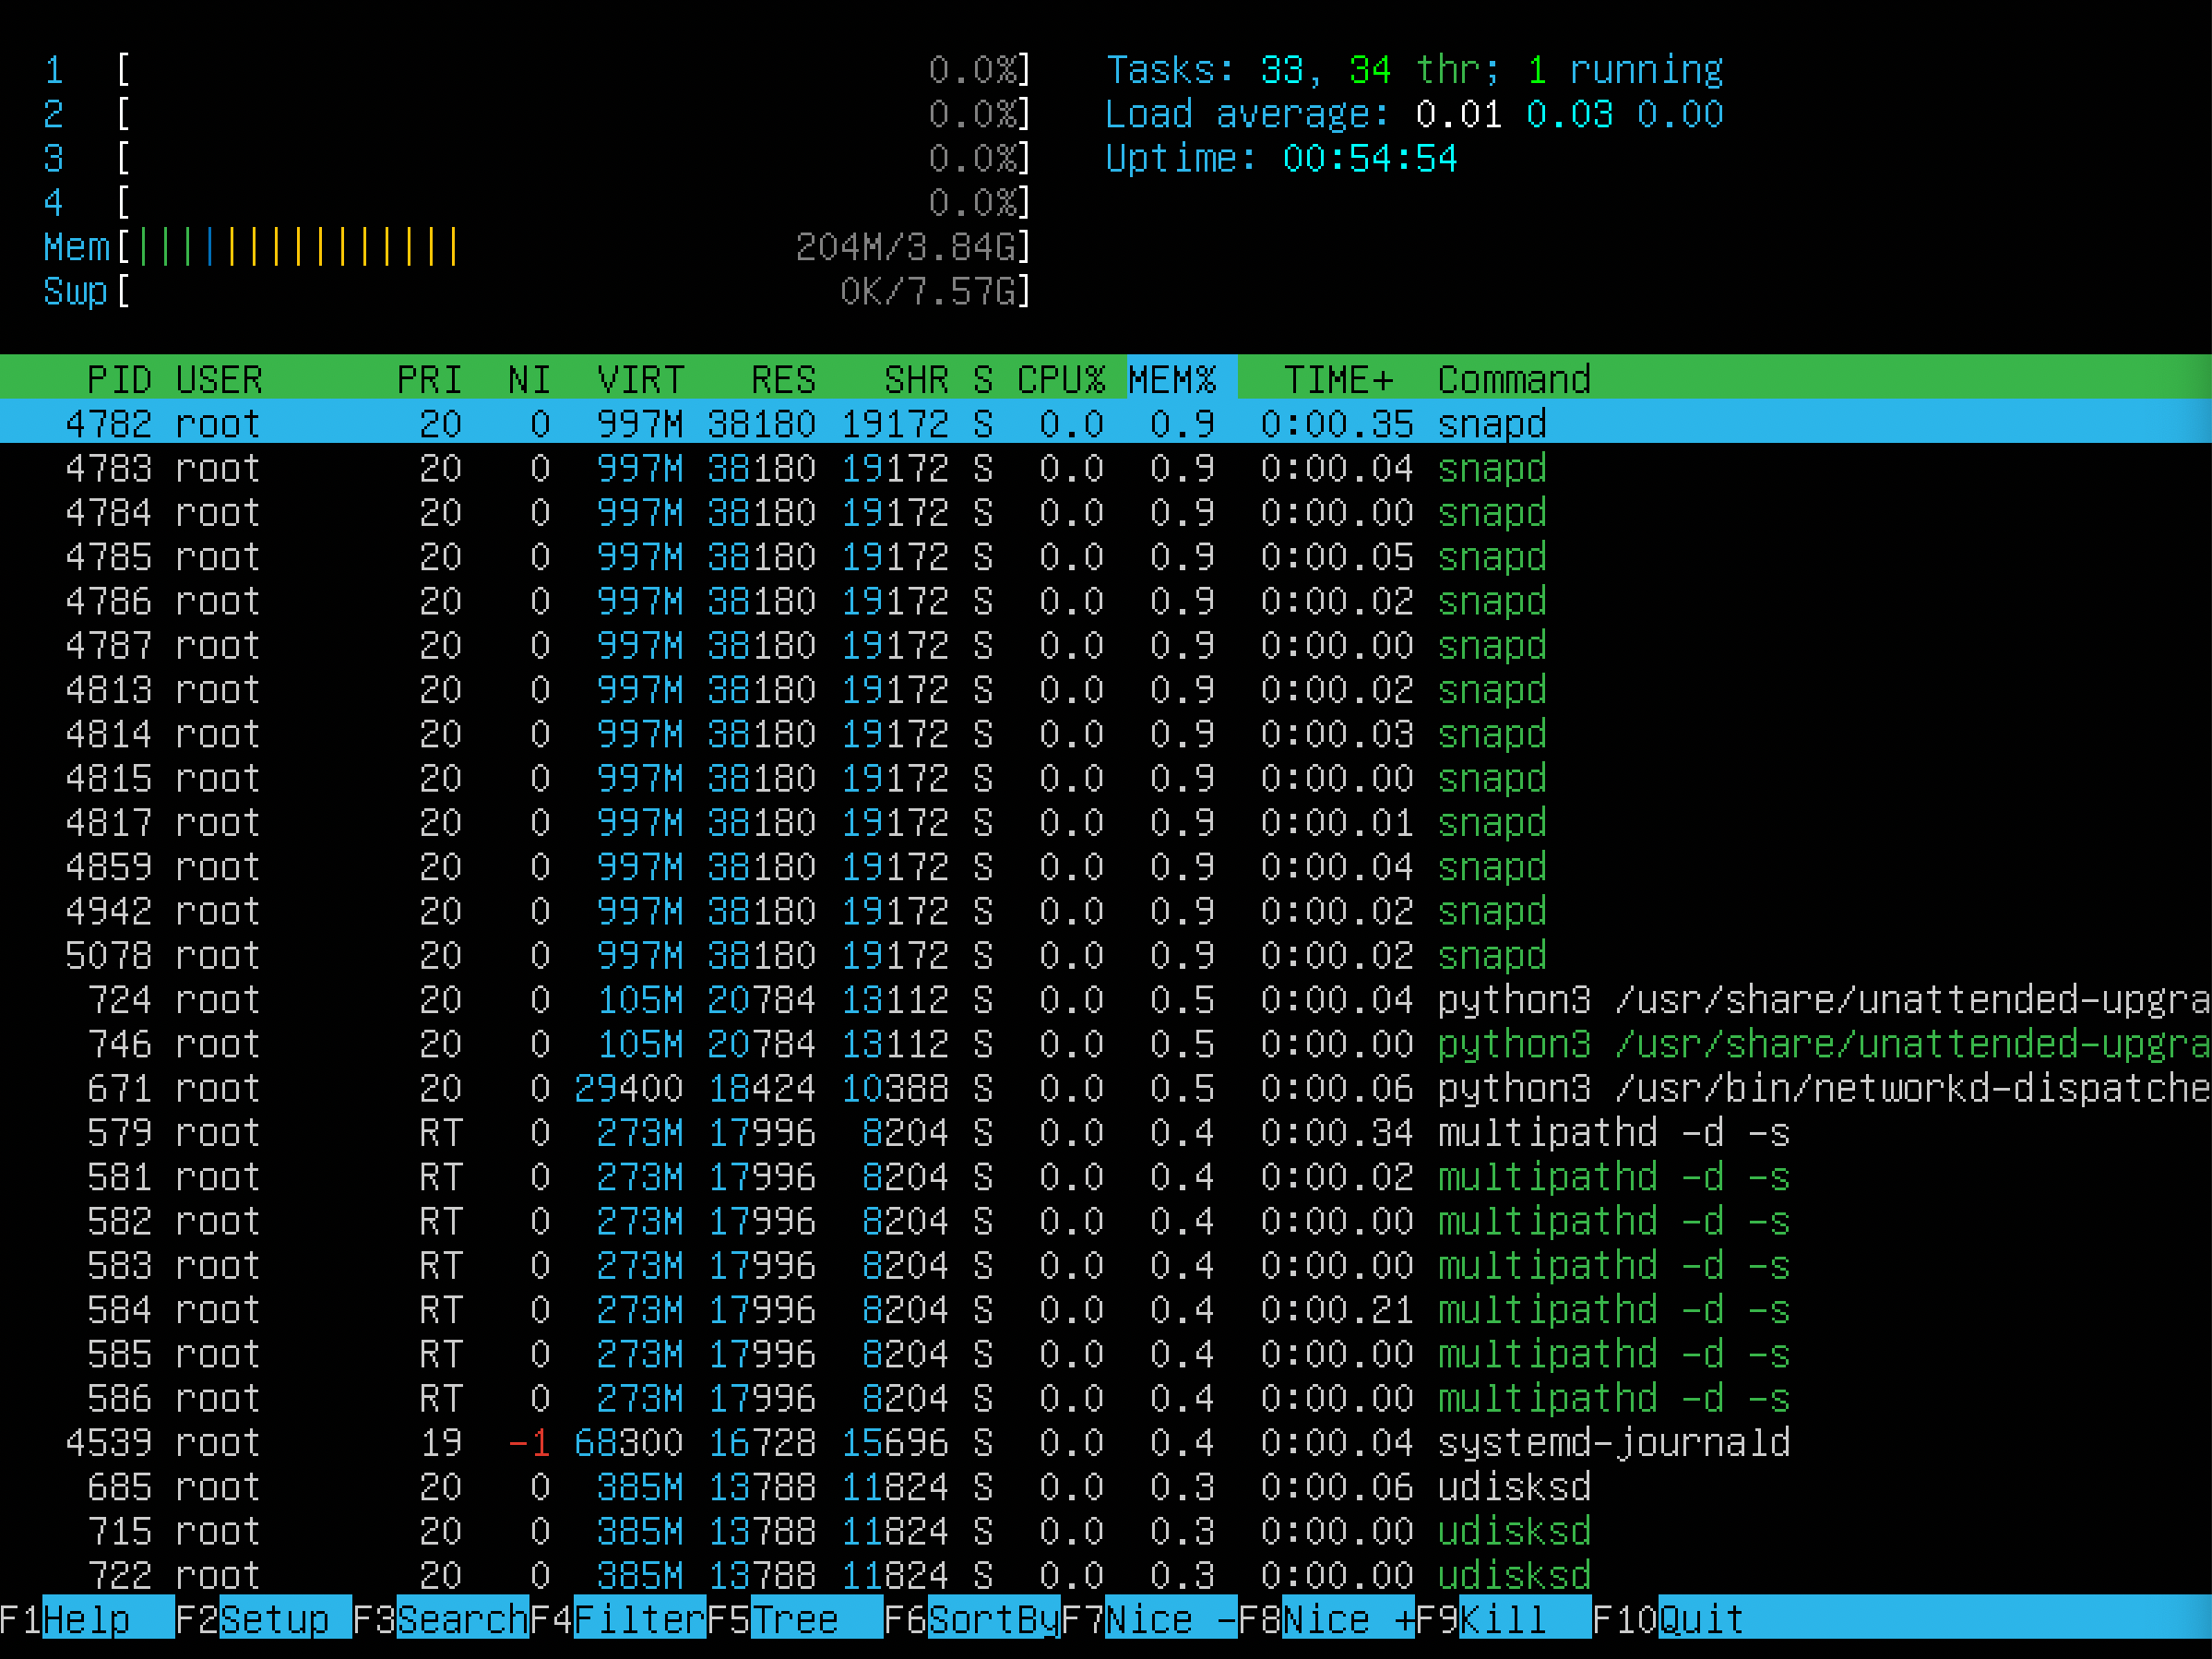 1 [ 0.0%] Tasks: 33, 34 thr; 1 running
2 [ 0.0%] Load average: 0.01 0.03 0.00
3 [ 0.0%] Uptime: 00:54:54
4 [ 0.0%]
Mem[||||||||||||||| 204M/3.84G]
Swp[ 0K/7.57G]
PID USER PRI NI VIRT RES SHR S CPU% MEM% TIME+ Command
4782 root 20 0 997M 38180 19172 S 0.0 0.9 0:00.35 snapd
4783 root 20 0 997M 38180 19172 S 0.0 0.9 0:00.04 snapd
4784 root 20 0 997M 38180 19172 S 0.0 0.9 0:00.00 snapd
4785 root 20 0 997M 38180 19172 S 0.0 0.9 0:00.05 snapd
4786 root 20 0 997M 38180 19172 S 0.0 0.9 0:00.02 snapd
4787 root 20 0 997M 38180 19172 S 0.0 0.9 0:00.00 snapd
4813 root 20 0 997M 38180 19172 S 0.0 0.9 0:00.02 snapd
4814 root 20 0 997M 38180 19172 S 0.0 0.9 0:00.03 snapd
4815 root 20 0 997M 38180 19172 S 0.0 0.9 0:00.00 snapd
4817 root 20 0 997M 38180 19172 S 0.0 0.9 0:00.01 snapd
4859 root 20 0 997M 38180 19172 S 0.0 0.9 0:00.04 snapd
4942 root 20 0 997M 38180 19172 S 0.0 0.9 0:00.02 snapd
5078 root 20 0 997M 38180 19172 S 0.0 0.9 0:00.02 snapd
724 root 20 0 105M 20784 13112 S 0.0 0.5 0:00.04 python3 /usr/share/unattended-upgra
746 root 20 0 105M 20784 13112 S 0.0 0.5 0:00.00 python3 /usr/share/unattended-upgra
671 root 20 0 29400 18424 10388 S 0.0 0.5 0:00.06 python3 /usr/bin/networkd-dispatche
579 root RT 0 273M 17996 8204 S 0.0 0.4 0:00.34 multipathd -d -s
581 root RT 0 273M 17996 8204 S 0.0 0.4 0:00.02 multipathd -d -s
582 root RT 0 273M 17996 8204 S 0.0 0.4 0:00.00 multipathd -d -s
583 root RT 0 273M 17996 8204 S 0.0 0.4 0:00.00 multipathd -d -s
584 root RT 0 273M 17996 8204 S 0.0 0.4 0:00.21 multipathd -d -s
585 root RT 0 273M 17996 8204 S 0.0 0.4 0:00.00 multipathd -d -s
586 root RT 0 273M 17996 8204 S 0.0 0.4 0:00.00 multipathd -d -s
4539 root 19 -1 68300 16728 15696 S 0.0 0.4 0:00.04 systemd-journald
685 root 20 0 385M 13788 11824 S 0.0 0.3 0:00.06 udisksd
715 root 20 0 385M 13788 11824 S 0.0 0.3 0:00.00 udisksd
722 root 20 0 385M 13788 11824 S 0.0 0.3 0:00.00 udisksd
F1Help F2Setup F3SearchF4FilterF5Tree F6SortByF7Nice -F8Nice +F9Kill F10Quit